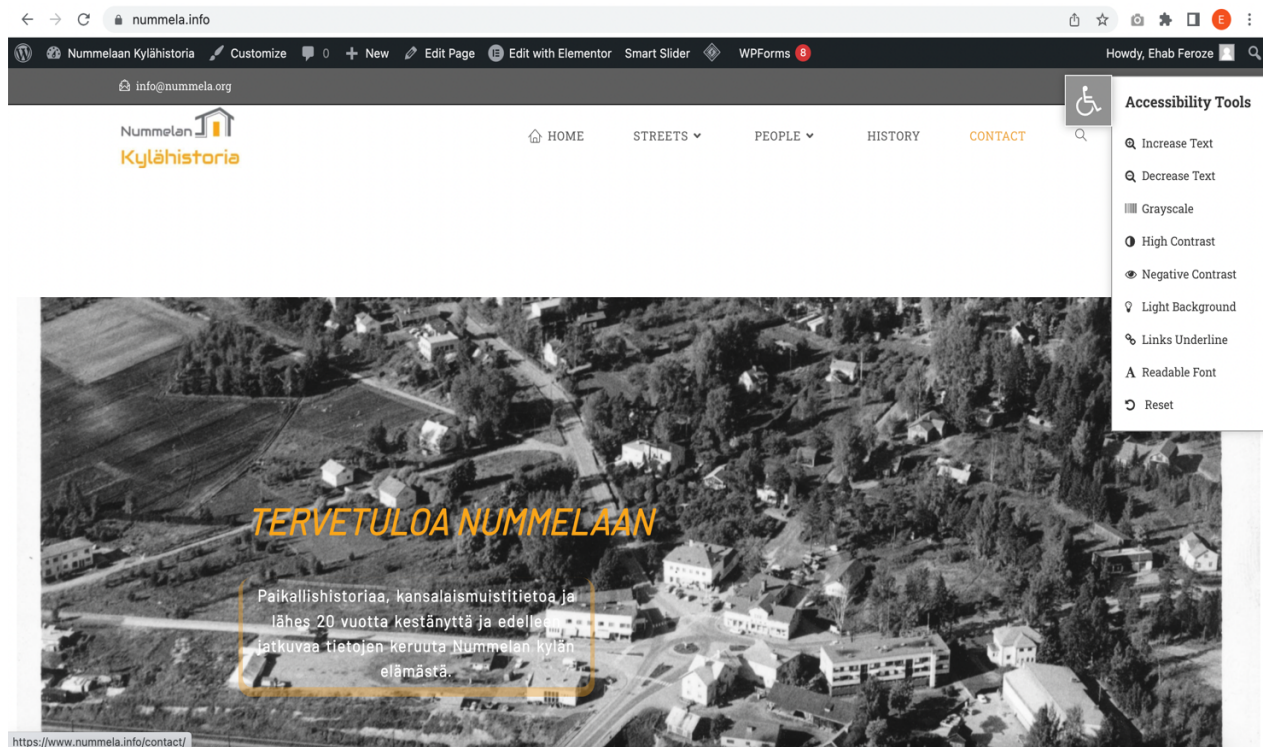 nummela.info
E
Nummelaan Kylähistoria Customize 0 New Edit Page Edit with Elementor Smart Slider WPForms 8 Howdy, Ehab Feroze
info@nummela.org
Nummelan
Kylähistoria
HOME STREETS PEOPLE HISTORY CONTACT
Accessibility Tools
Increase Text
Decrease Text
Grayscale
High Contrast
Negative Contrast
Light Background
Links Underline
A Readable Font
Reset
TERVETULOA NUMMELAAN
Paikallishistoriaa, kansalaismuistitietoa ja
lähes 20 vuotta kestänyttä ja edelleen
jatkuvaa tietojen keruuta Nummelan kylän
elämästä.
https://www.nummela.info/contact/